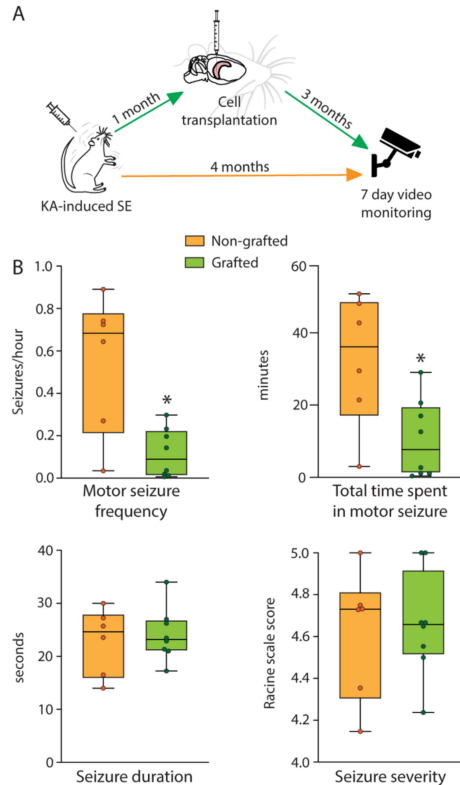 A
1 month
Cell
transplantation
3 months
4 months
KA-induced SE
7 day video
monitoring
Non-grafted
Grafted
B
1.0
0.8
0.6
0.4
0.2
0.0
Seizures/hour
*
Motor seizure
frequency
60
40
20
0
minutes
*
Total time spent
in motor seizure
40
30
20
10
0
seconds
Seizure duration
5.0
4.8
4.6
4.4
4.2
4.0
Racine scale score
Seizure severity